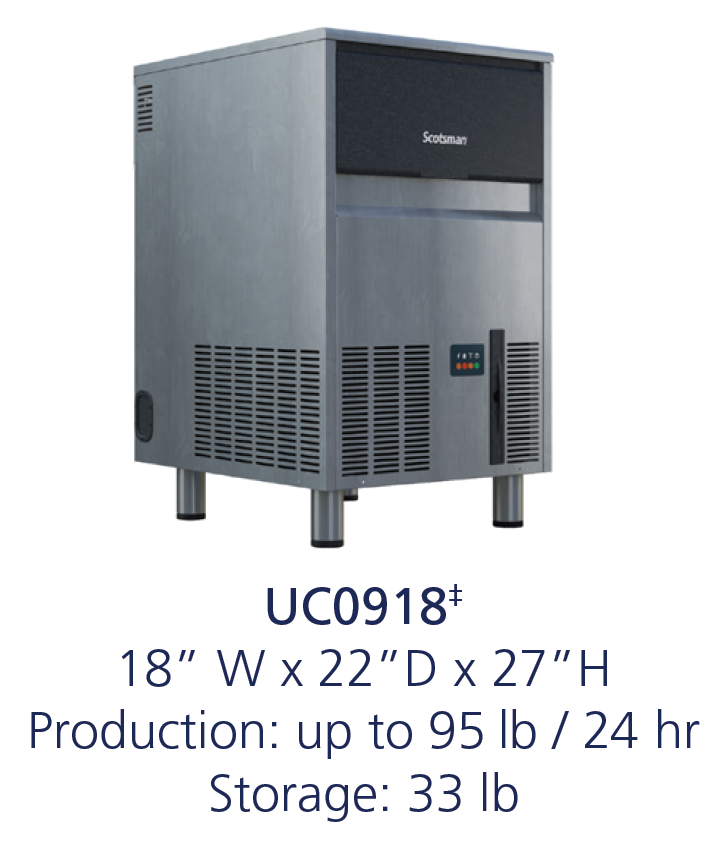 Scotsman
UC0918‡
18” W x 22”D x 27”H
Production: up to 95 lb / 24 hr
Storage: 33 lb